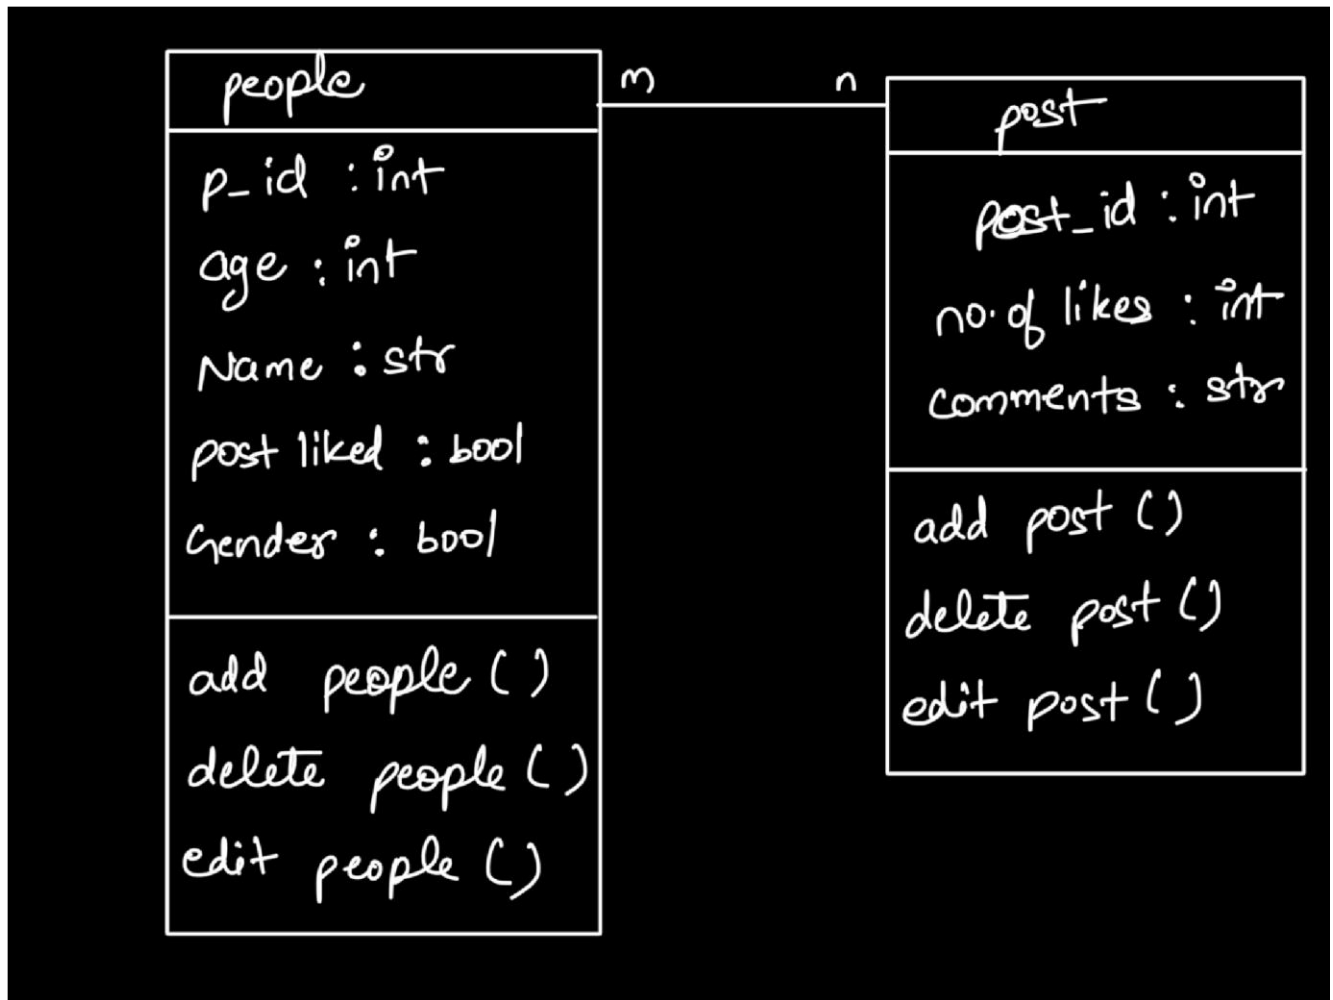 people
p_id : int
age : int
Name : str
post liked : bool
Gender : bool
add people ( )
delete people ( )
edit people ( )
m n
post
post_id : int
no. of likes : int
comments : str
add post ( )
delete post ( )
edit post ( )